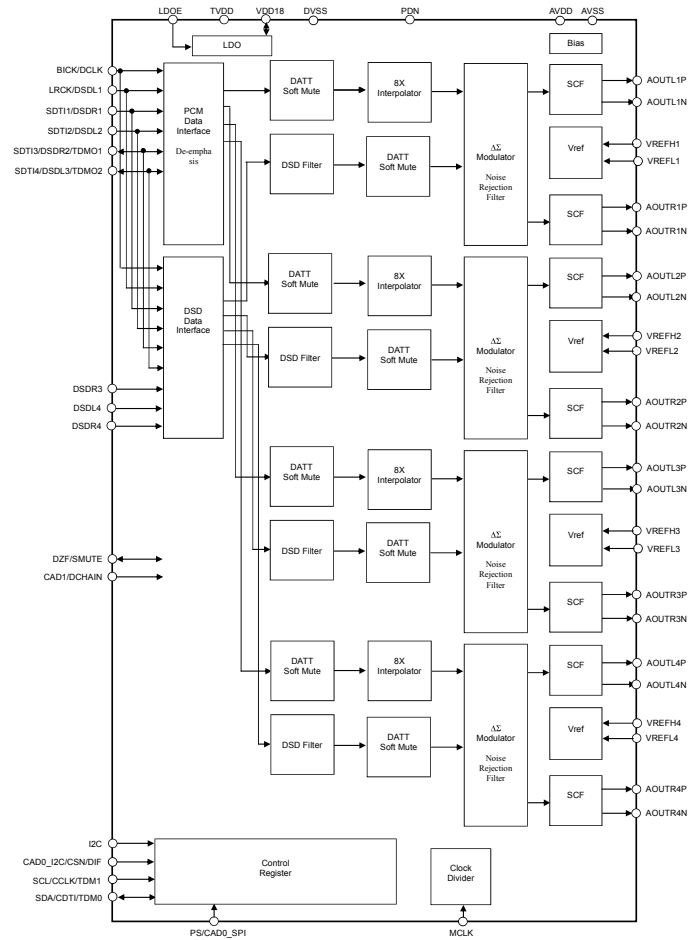 LDOE TVDD VDD18 DVSS PDN AVDD AVSS
LDO
Bias
BICK/DCLK
LRCK/DSDL1
SDTI1/DSDR1
SDTI2/DSDL2
SDTI3/DSDR2/TDMO1
SDTI4/DSDL3/TDMO2
PCM
Data
Interface
De-empha
sis
DATT
Soft Mute
8X
Interpolator
DSD Filter
DATT
Soft Mute
ΔΣ
Modulator
Noise
Rejection
Filter
SCF
Vref
SCF
AOUTL1P
AOUTL1N
VREFH1
VREFL1
AOUTR1P
AOUTR1N
DSD
Data
Interface
DSDR3
DSDL4
DSDR4
DATT
Soft Mute
8X
Interpolator
DSD Filter
DATT
Soft Mute
ΔΣ
Modulator
Noise
Rejection
Filter
SCF
Vref
SCF
AOUTL2P
AOUTL2N
VREFH2
VREFL2
AOUTR2P
AOUTR2N
DATT
Soft Mute
8X
Interpolator
DSD Filter
DATT
Soft Mute
ΔΣ
Modulator
Noise
Rejection
Filter
SCF
Vref
SCF
AOUTL3P
AOUTL3N
VREFH3
VREFL3
AOUTR3P
AOUTR3N
DZF/SMUTE
CAD1/DCHAIN
DATT
Soft Mute
8X
Interpolator
DSD Filter
DATT
Soft Mute
ΔΣ
Modulator
Noise
Rejection
Filter
SCF
Vref
SCF
AOUTL4P
AOUTL4N
VREFH4
VREFL4
AOUTR4P
AOUTR4N
I2C
CAD0_I2C/CSN/DIF
SCL/CCLK/TDM1
SDA/CDTI/TDM0
Control
Register
Clock
Divider
PS/CAD0_SPI
MCLK